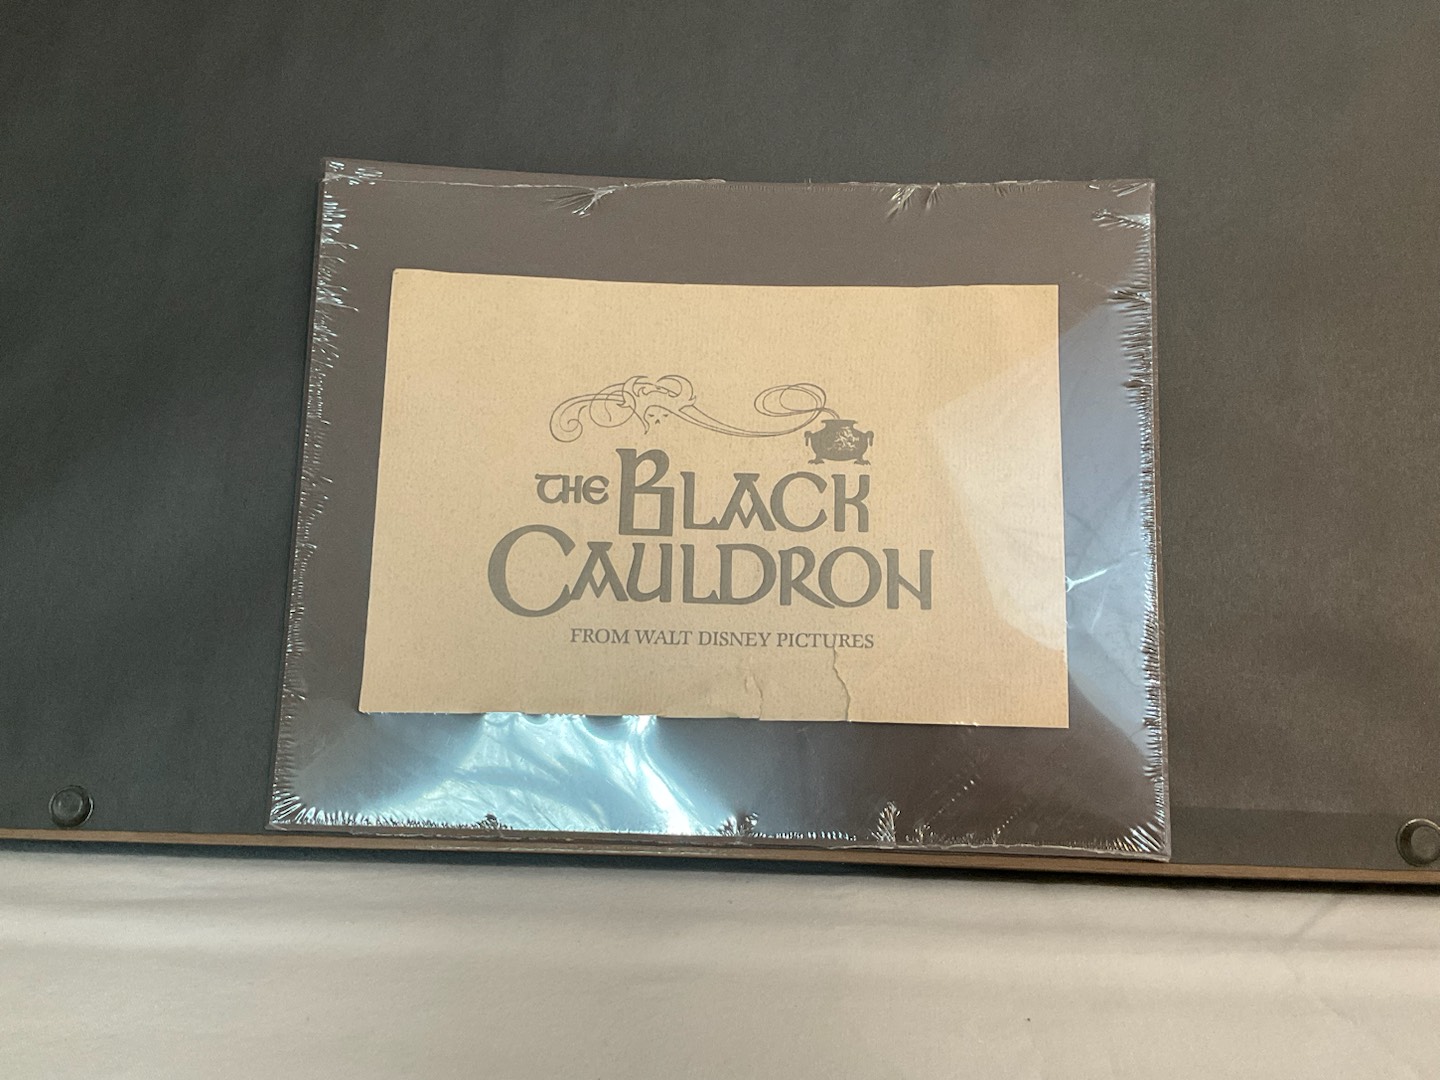 THE BLACK
CAULDRON
FROM WALT DISNEY PICTURES